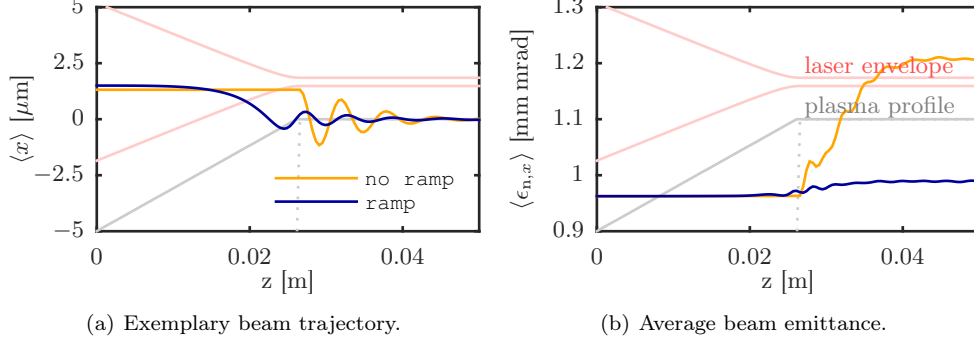 5
2.5
0
−2.5
−5
⟨x⟩ [μm]
no ramp
ramp
0
0.02
0.04
z [m]
(a) Exemplary beam trajectory.
1.3
1.2
1.1
1
0.9
⟨ϵn,x⟩ [mm mrad]
laser envelope
plasma profile
0
0.02
0.04
z [m]
(b) Average beam emittance.